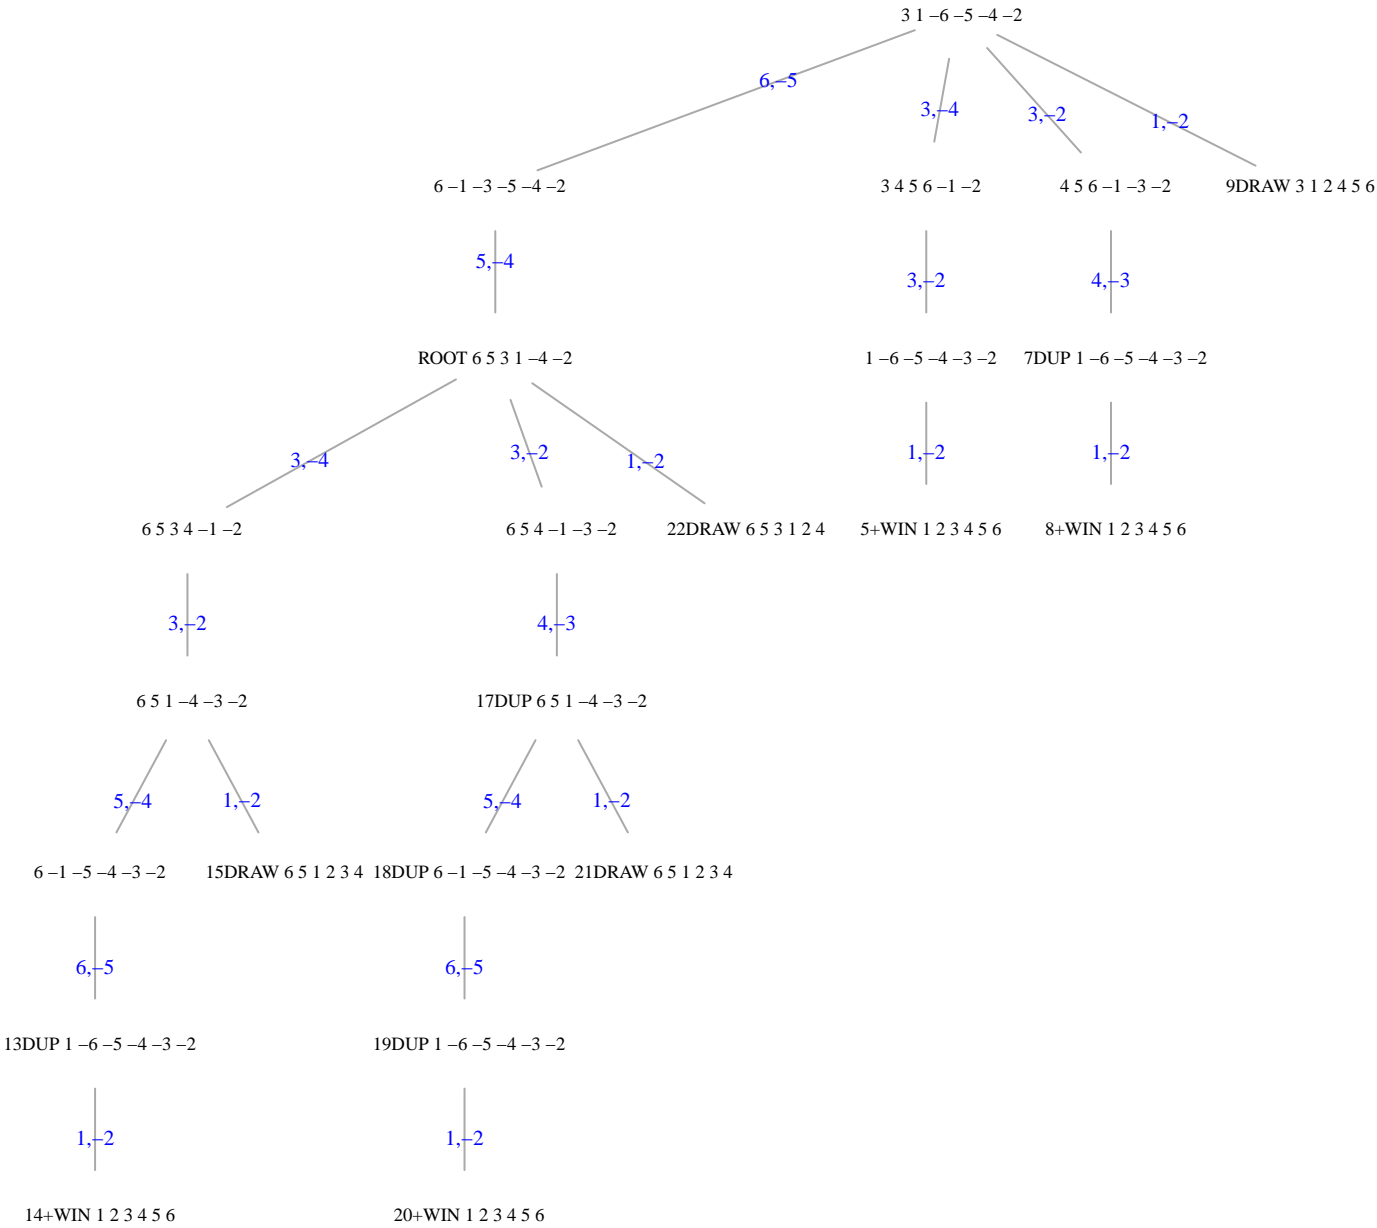 3 1 –6 –5 –4 –2
6,–5
3,–4
3,–2
1,–2
6 –1 –3 –5 –4 –2
3 4 5 6 –1 –2
4 5 6 –1 –3 –2
9DRAW 3 1 2 4 5 6
5,–4
3,–2
4,–3
ROOT 6 5 3 1 –4 –2
1 –6 –5 –4 –3 –2
7DUP 1 –6 –5 –4 –3 –2
3,–4
3,–2
1,–2
1,–2
1,–2
6 5 3 4 –1 –2
6 5 4 –1 –3 –2
22DRAW 6 5 3 1 2 4
5+WIN 1 2 3 4 5 6
8+WIN 1 2 3 4 5 6
3,–2
4,–3
6 5 1 –4 –3 –2
17DUP 6 5 1 –4 –3 –2
5,–4
1,–2
5,–4
1,–2
6 –1 –5 –4 –3 –2
15DRAW 6 5 1 2 3 4
18DUP 6 –1 –5 –4 –3 –2
21DRAW 6 5 1 2 3 4
6,–5
6,–5
13DUP 1 –6 –5 –4 –3 –2
19DUP 1 –6 –5 –4 –3 –2
1,–2
1,–2
14+WIN 1 2 3 4 5 6
20+WIN 1 2 3 4 5 6